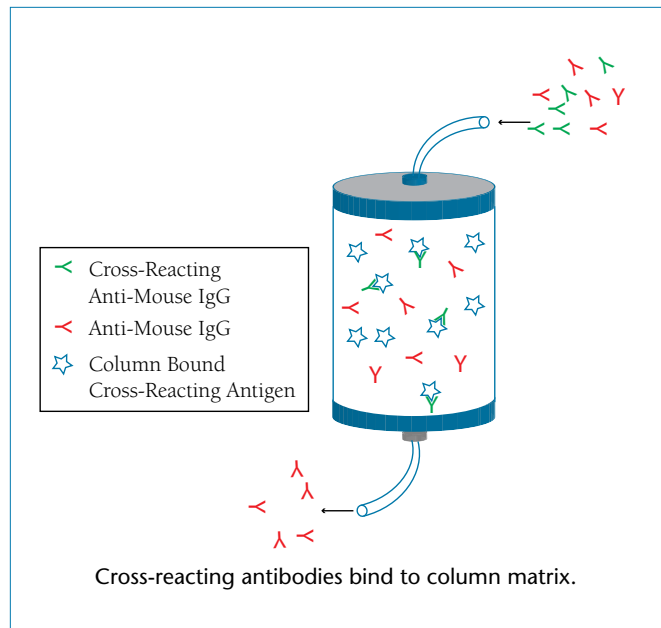 Cross-Reacting
Anti-Mouse IgG
Anti-Mouse IgG
Column Bound
Cross-Reacting Antigen
Cross-reacting antibodies bind to column matrix.